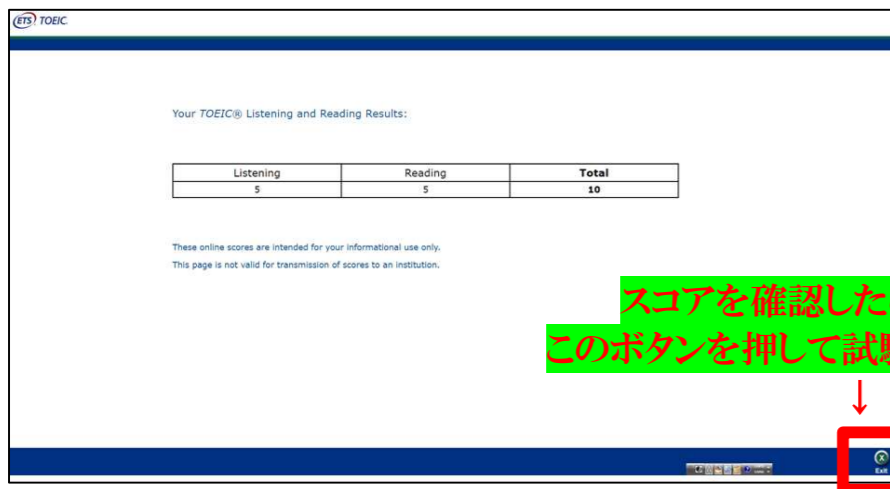 ETS TOEIC
Your TOEIC® Listening and Reading Results:
Listening Reading Total
5 5 10
These online scores are intended for your informational use only.
This page is not valid for transmission of scores to an institution.
スコアを確認した
このボタンを押して試験
↓
Exit